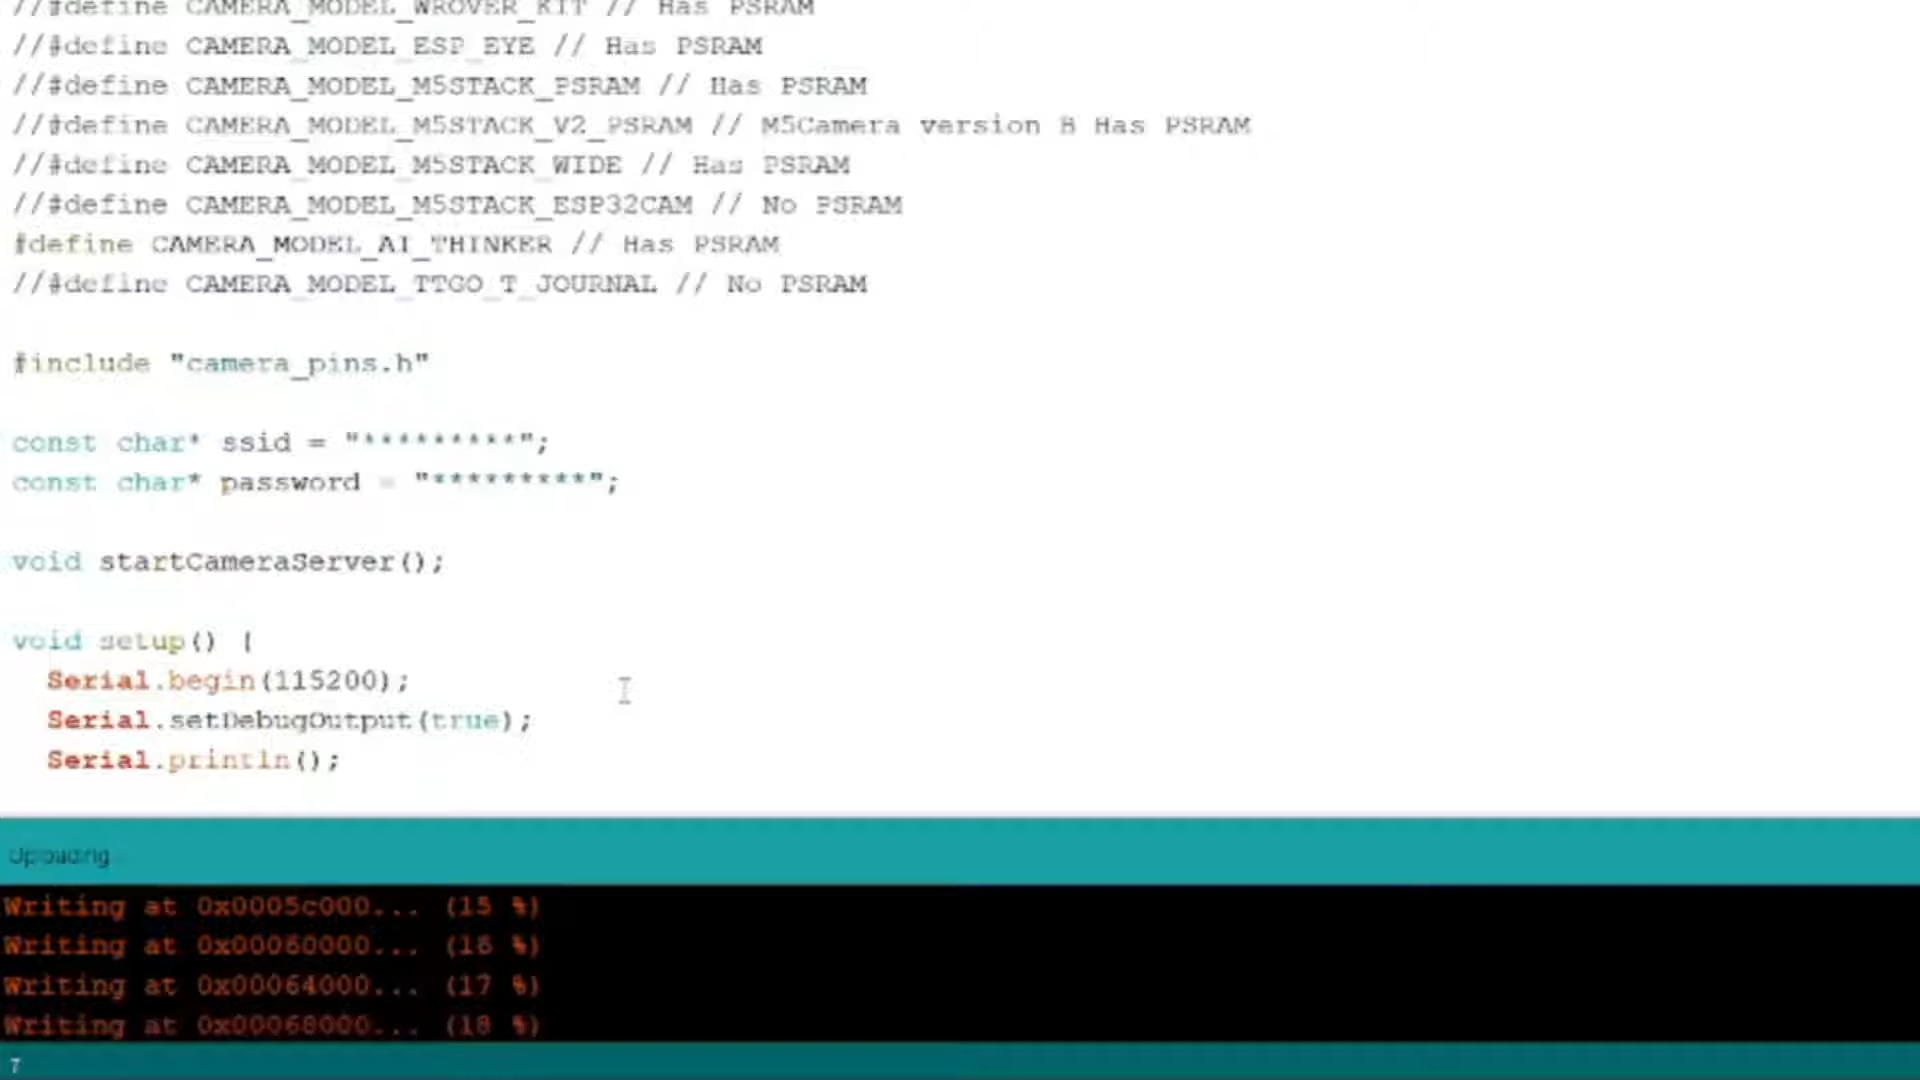 //#define CAMERA_MODEL_WROVER_KIT // Has PSRAM
//#define CAMERA_MODEL_ESP_EYE // Has PSRAM
//#define CAMERA_MODEL_M5STACK_PSRAM // Has PSRAM
//#define CAMERA_MODEL_M5STACK_V2_PSRAM // M5Camera version B Has PSRAM
//#define CAMERA_MODEL_M5STACK_WIDE // Has PSRAM
//#define CAMERA_MODEL_M5STACK_ESP32CAM // No PSRAM
#define CAMERA_MODEL_AI_THINKER // Has PSRAM
//#define CAMERA_MODEL_TTGO_T_JOURNAL // No PSRAM
#include "camera_pins.h"
const char* ssid = "*********";
const char* password = "*********";
void startCameraServer();
void setup() {
Serial.begin(115200);
Serial.setDebugOutput(true);
Serial.println();
Uploading...
Writing at 0x0005c000... (15 %)
Writing at 0x00060000... (16 %)
Writing at 0x00064000... (17 %)
Writing at 0x00068000... (18 %)
7